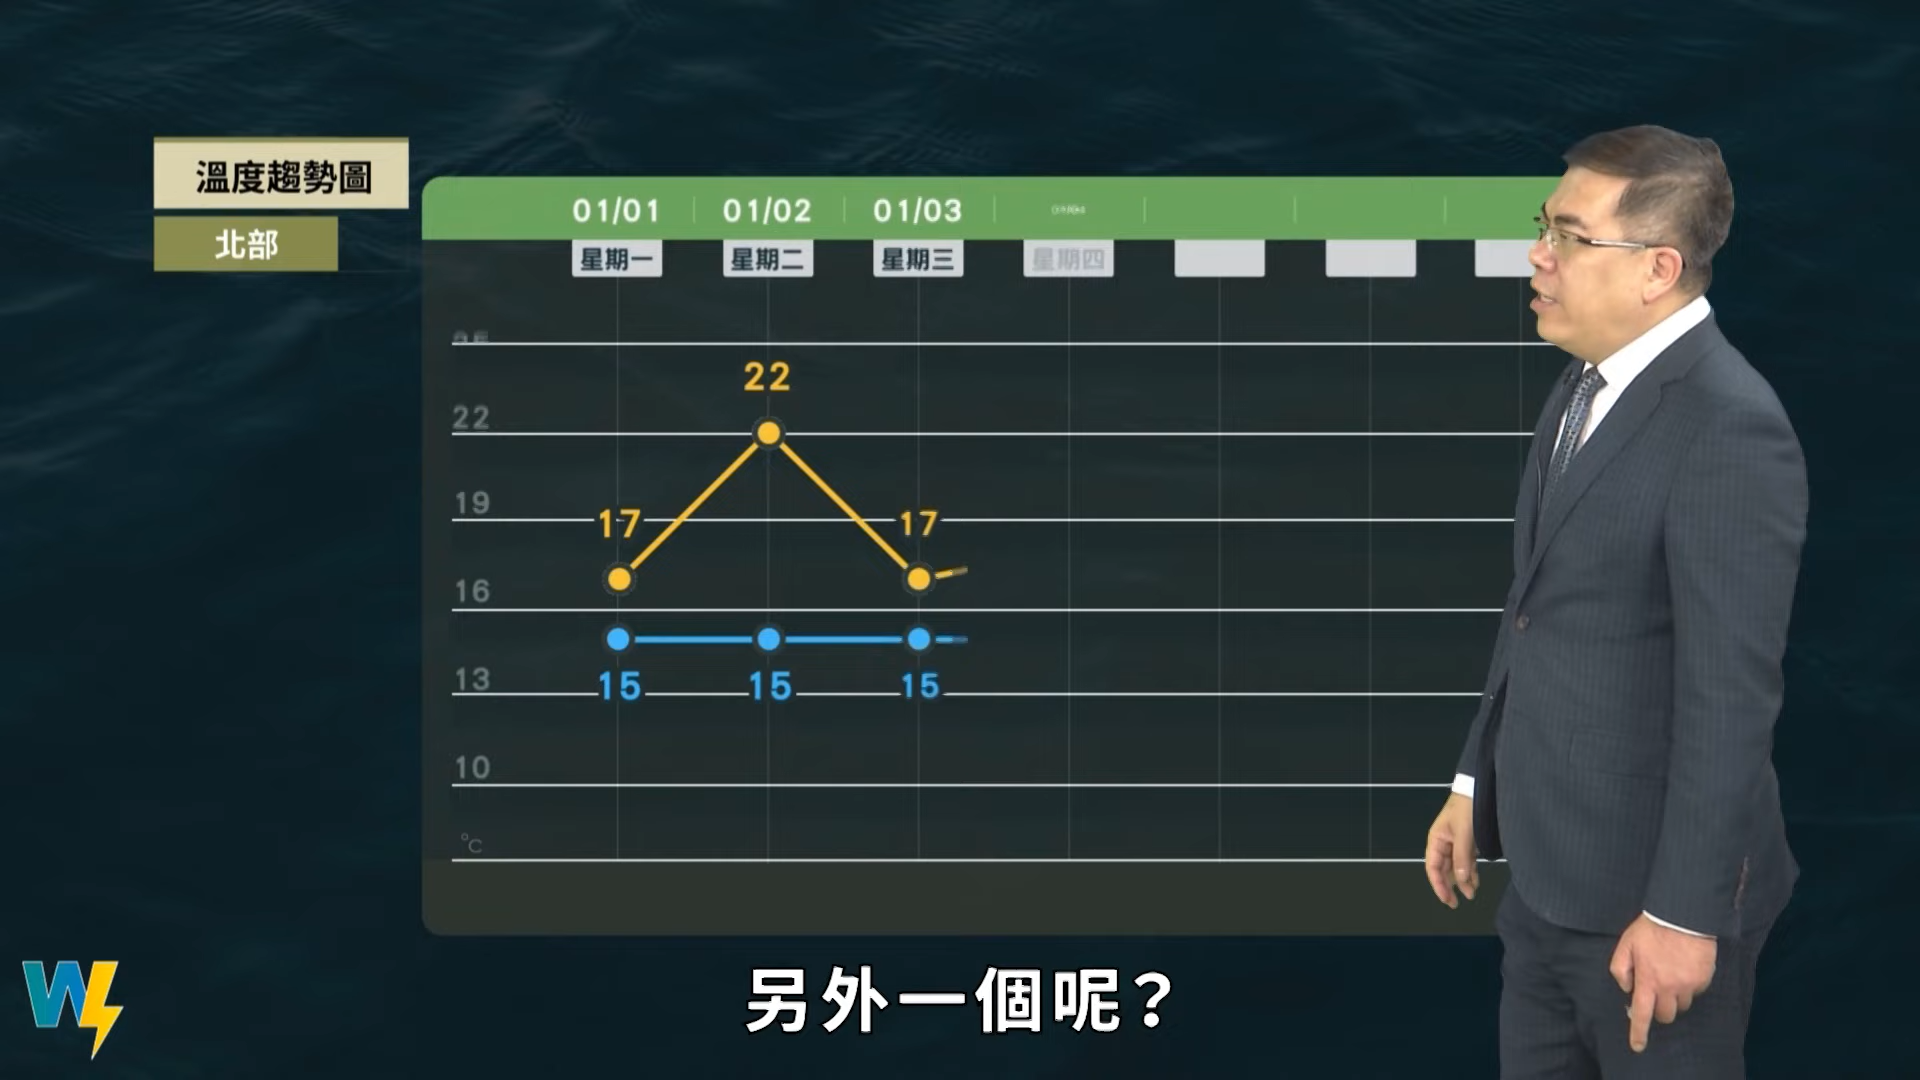 溫度趨勢圖
北部
01/01 01/02 01/03
星期一 星期二 星期三 星期四
22
22
19
17 17
16
15 15 15
13
10
°C
另外一個呢？